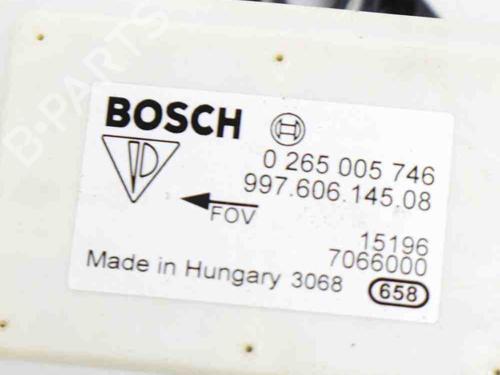 B-PARTS
BOSCH
0 265 005 746
997.606.145.08
FOV
15196
7066000
Made in Hungary 3068
658